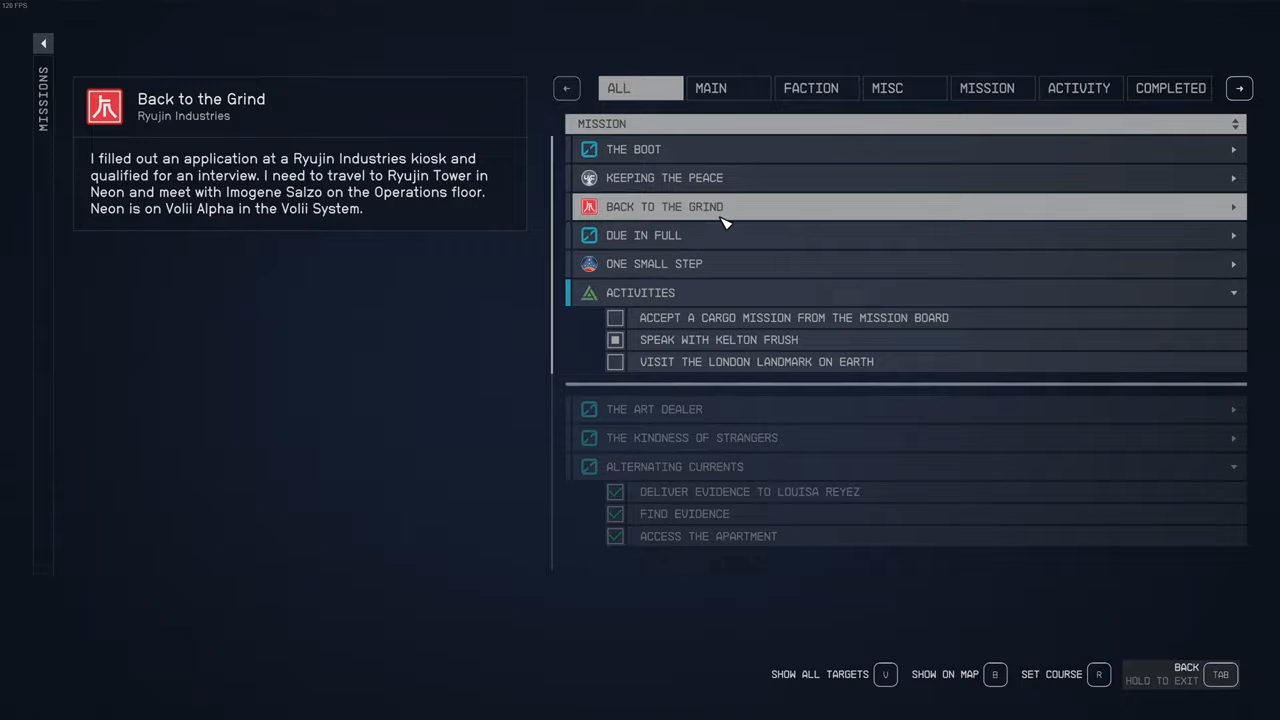 120 FPS
MISSIONS
Back to the Grind
Ryujin Industries
I filled out an application at a Ryujin Industries kiosk and
qualified for an interview. I need to travel to Ryujin Tower in
Neon and meet with Imogene Salzo on the Operations floor.
Neon is on Volii Alpha in the Volii System.
ALL MAIN FACTION MISC MISSION ACTIVITY COMPLETED
MISSION
THE BOOT
KEEPING THE PEACE
BACK TO THE GRIND
DUE IN FULL
ONE SMALL STEP
ACTIVITIES
ACCEPT A CARGO MISSION FROM THE MISSION BOARD
SPEAK WITH KELTON FRUSH
VISIT THE LONDON LANDMARK ON EARTH
THE ART DEALER
THE KINDNESS OF STRANGERS
ALTERNATING CURRENTS
DELIVER EVIDENCE TO LOUISA REYEZ
FIND EVIDENCE
ACCESS THE APARTMENT
SHOW ALL TARGETS V SHOW ON MAP B SET COURSE R BACK TAB
HOLD TO EXIT